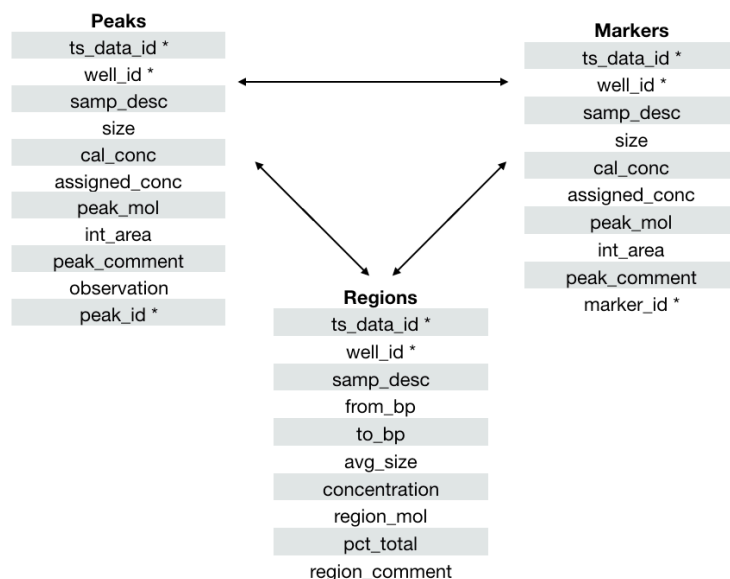 Peaks
ts_data_id *
well_id *
samp_desc
size
cal_conc
assigned_conc
peak_mol
int_area
peak_comment
observation
peak_id *
Markers
ts_data_id *
well_id *
samp_desc
size
cal_conc
assigned_conc
peak_mol
int_area
peak_comment
marker_id *
Regions
ts_data_id *
well_id *
samp_desc
from_bp
to_bp
avg_size
concentration
region_mol
pct_total
region_comment